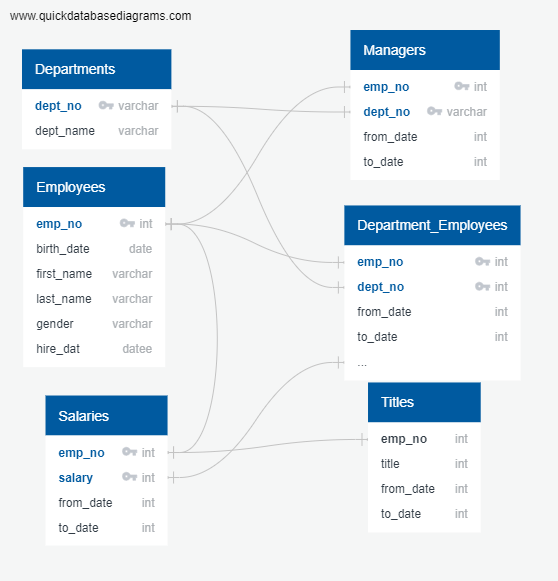 www.quickdatabasediagrams.com
Departments
dept_no varchar
dept_name varchar
Employees
emp_no int
birth_date date
first_name varchar
last_name varchar
gender varchar
hire_dat datee
Salaries
emp_no int
salary int
from_date int
to_date int
Managers
emp_no int
dept_no varchar
from_date int
to_date int
Department_Employees
emp_no int
dept_no int
from_date int
to_date int
...
Titles
emp_no int
title int
from_date int
to_date int